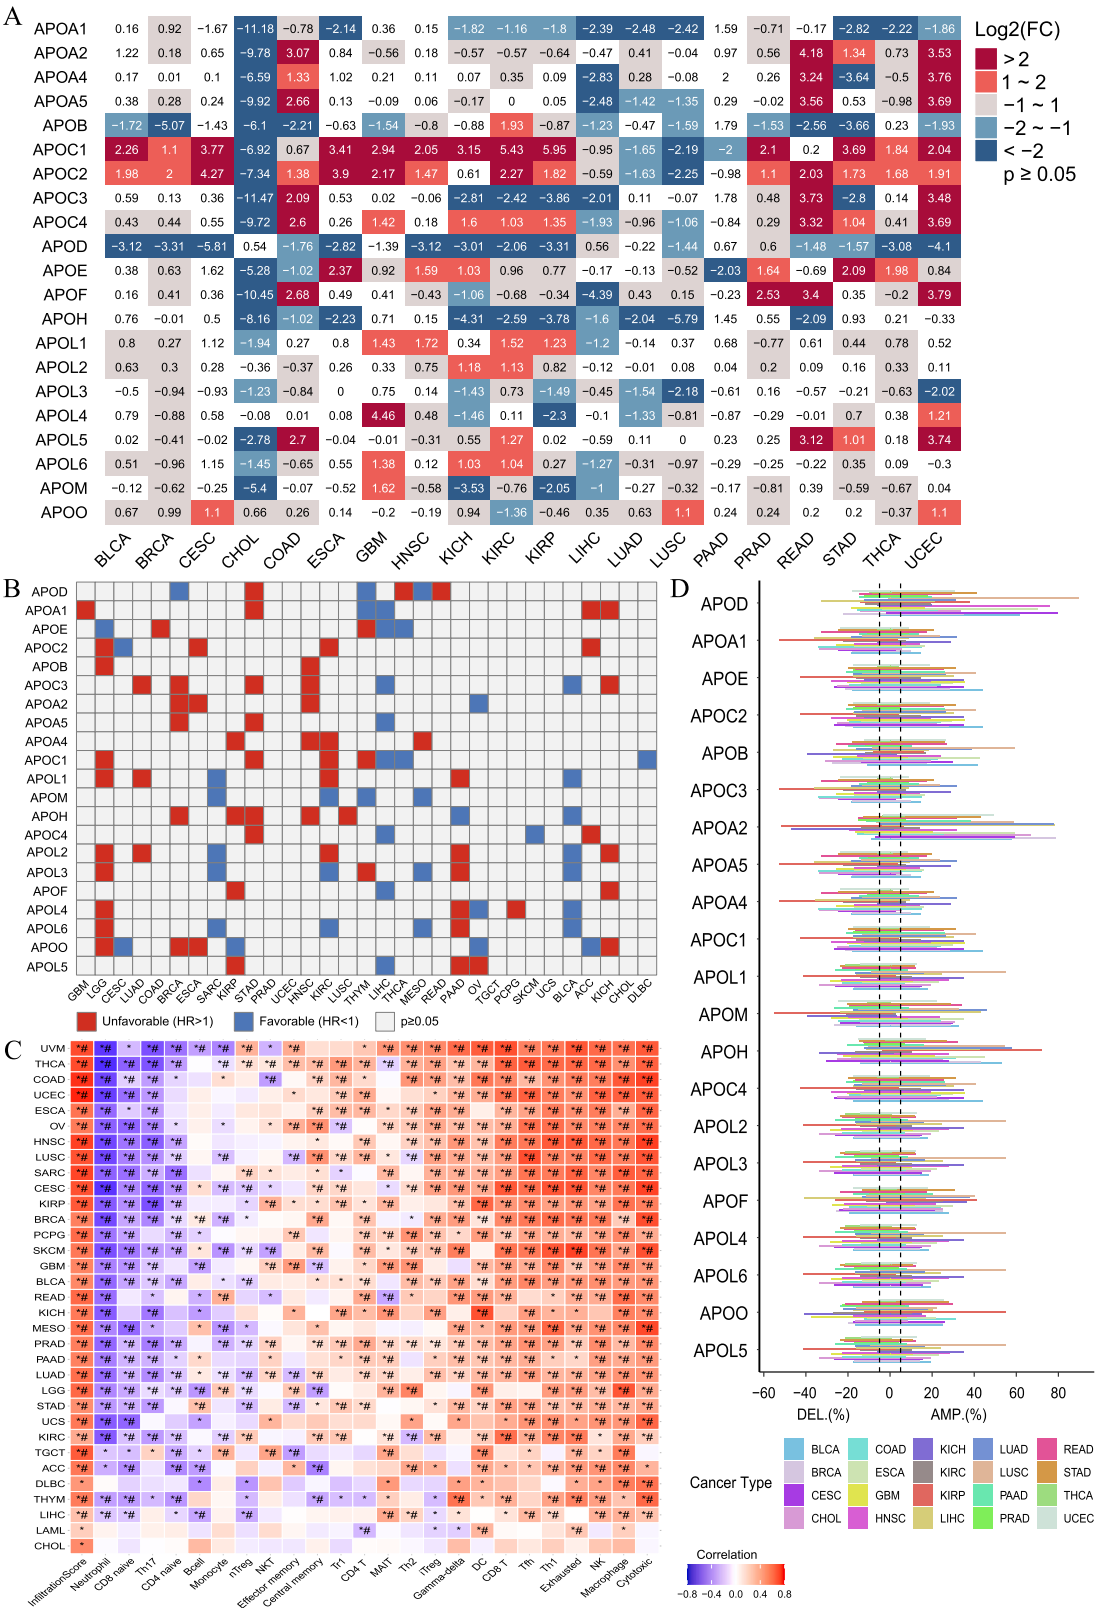 A
APOA1 0.16 0.92 −1.67 −11.18 −0.78 −2.14 0.36 0.15 −1.82 −1.16 −1.8 −2.39 −2.48 −2.42 1.59 −0.71 −0.17 −2.82 −2.22 −1.86
APOA2 1.22 0.18 0.65 −9.78 3.07 0.84 −0.56 0.18 −0.57 −0.57 −0.64 −0.47 0.41 −0.04 0.97 0.56 4.18 1.34 0.73 3.53
APOA4 0.17 0.01 0.1 −6.59 1.33 1.02 0.21 0.11 0.07 0.35 0.09 −2.83 0.28 −0.08 2 0.26 3.24 −3.64 −0.5 3.76
APOA5 0.38 0.28 0.24 −9.92 2.66 0.13 −0.09 0.06 −0.17 0 0.05 −2.48 −1.42 −1.35 0.29 −0.02 3.56 0.53 −0.98 3.69
APOB −1.72 −5.07 −1.43 −6.1 −2.21 −0.63 −1.54 −0.8 −0.88 1.93 −0.87 −1.23 −0.47 −1.59 1.79 −1.53 −2.56 −3.66 0.23 −1.93
APOC1 2.26 1.1 3.77 −6.92 0.67 3.41 2.94 2.05 3.15 5.43 5.95 −0.95 −1.65 −2.19 −2 2.1 0.2 3.69 1.84 2.04
APOC2 1.98 2 4.27 −7.34 1.38 3.9 2.17 1.47 0.61 2.27 1.82 −0.59 −1.63 −2.25 −0.98 1.1 2.03 1.73 1.68 1.91
APOC3 0.59 0.13 0.36 −11.47 2.09 0.53 0.02 −0.06 −2.81 −2.42 −3.86 −2.01 0.11 −0.07 1.78 0.48 3.73 −2.8 0.14 3.48
APOC4 0.43 0.44 0.55 −9.72 2.6 0.26 1.42 0.18 1.6 1.03 1.35 −1.93 −0.96 −1.06 −0.84 0.29 3.32 1.04 0.41 3.69
APOD −3.12 −3.31 −5.81 0.54 −1.76 −2.82 −1.39 −3.12 −3.01 −2.06 −3.31 0.56 −0.22 −1.44 0.67 0.6 −1.48 −1.57 −3.08 −4.1
APOE 0.38 0.63 1.62 −5.28 −1.02 2.37 0.92 1.59 1.03 0.96 0.77 −0.17 −0.13 −0.52 −2.03 1.64 −0.69 2.09 1.98 0.84
APOF 0.16 0.41 0.36 −10.45 2.68 0.49 0.41 −0.43 −1.06 −0.68 −0.34 −4.39 0.43 0.15 −0.23 2.53 3.4 0.35 −0.2 3.79
APOH 0.76 −0.01 0.5 −8.16 −1.02 −2.23 0.71 0.15 −4.31 −2.59 −3.78 −1.6 −2.04 −5.79 1.45 0.55 −2.09 0.93 0.21 −0.33
APOL1 0.8 0.27 1.12 −1.94 0.27 0.8 1.43 1.72 0.34 1.52 1.23 −1.2 −0.14 0.37 0.68 −0.77 0.61 0.44 0.78 0.52
APOL2 0.63 0.3 0.28 −0.36 −0.37 0.26 0.33 0.75 1.18 1.13 0.82 −0.12 −0.01 0.08 0.04 0.2 0.09 0.16 0.33 0.11
APOL3 −0.5 −0.94 −0.93 −1.23 −0.84 0 0.75 0.14 −1.43 0.73 −1.49 −0.45 −1.54 −2.18 −0.61 0.16 −0.57 −0.21 −0.63 −2.02
APOL4 0.79 −0.88 0.58 −0.08 0.01 0.08 4.46 0.48 −1.46 0.11 −2.3 −0.1 −1.33 −0.81 −0.87 −0.29 −0.01 0.7 0.38 1.21
APOL5 0.02 −0.41 −0.02 −2.78 2.7 −0.04 −0.01 −0.31 0.55 1.27 0.02 −0.59 0.11 0 0.23 0.25 3.12 1.01 0.18 3.74
APOL6 0.51 −0.96 1.15 −1.45 −0.65 0.55 1.38 0.12 1.03 1.04 0.27 −1.27 −0.31 −0.97 −0.29 −0.25 −0.22 0.35 0.09 −0.3
APOM −0.12 −0.62 −0.25 −5.4 −0.07 −0.52 1.62 −0.58 −3.53 −0.76 −2.05 −1 −0.27 −0.32 −0.17 −0.81 0.39 −0.59 −0.67 0.04
APOO 0.67 0.99 1.1 0.66 0.26 0.14 −0.2 −0.19 0.94 −1.36 −0.46 0.35 0.63 1.1 0.24 0.24 0.2 0.2 −0.37 1.1
BLCA BRCA CESC CHOL COAD ESCA GBM HNSC KICH KIRC KIRP LIHC LUAD LUSC PAAD PRAD READ STAD THCA UCEC
Log2(FC)
> 2
1 ~ 2
−1 ~ 1
−2 ~ −1
< −2
p ≥ 0.05
B
APOD
APOA1
APOE
APOC2
APOB
APOC3
APOA2
APOA5
APOA4
APOC1
APOL1
APOM
APOH
APOC4
APOL2
APOL3
APOF
APOL4
APOL6
APOO
APOL5
GBM LGG CESC LUAD COAD BRCA ESCA SARC KIRP STAD PRAD UCEC HNSC KIRC LUSC THYM LIHC THCA MESO READ PAAD OV TGCT PCPG SKCM UCS BLCA ACC KICH CHOL DLBC
Unfavorable (HR>1) Favorable (HR<1) p≥0.05
C
UVM
THCA
COAD
UCEC
ESCA
OV
HNSC
LUSC
SARC
CESC
KIRP
BRCA
PCPG
SKCM
GBM
BLCA
READ
KICH
MESO
PRAD
PAAD
LUAD
LGG
STAD
UCS
KIRC
TGCT
ACC
DLBC
THYM
LIHC
LAML
CHOL
InfiltrationScore Neutrophil CD8 naive Th17 CD4 naive Bcell Monocyte nTreg NKT Effector memory Central memory Tr1 CD4 T MAIT Th2 iTreg Gamma-delta DC CD8 T Tfh Th1 Exhausted NK Macrophage Cytotoxic
Correlation
−0.8 −0.4 0.0 0.4 0.8
D
APOD
APOA1
APOE
APOC2
APOB
APOC3
APOA2
APOA5
APOA4
APOC1
APOL1
APOM
APOH
APOC4
APOL2
APOL3
APOF
APOL4
APOL6
APOO
APOL5
−60 −40 −20 0 20 40 60 80
DEL.(%) AMP.(%)
Cancer Type
BLCA COAD KICH LUAD READ
BRCA ESCA KIRC LUSC STAD
CESC GBM KIRP PAAD THCA
CHOL HNSC LIHC PRAD UCEC